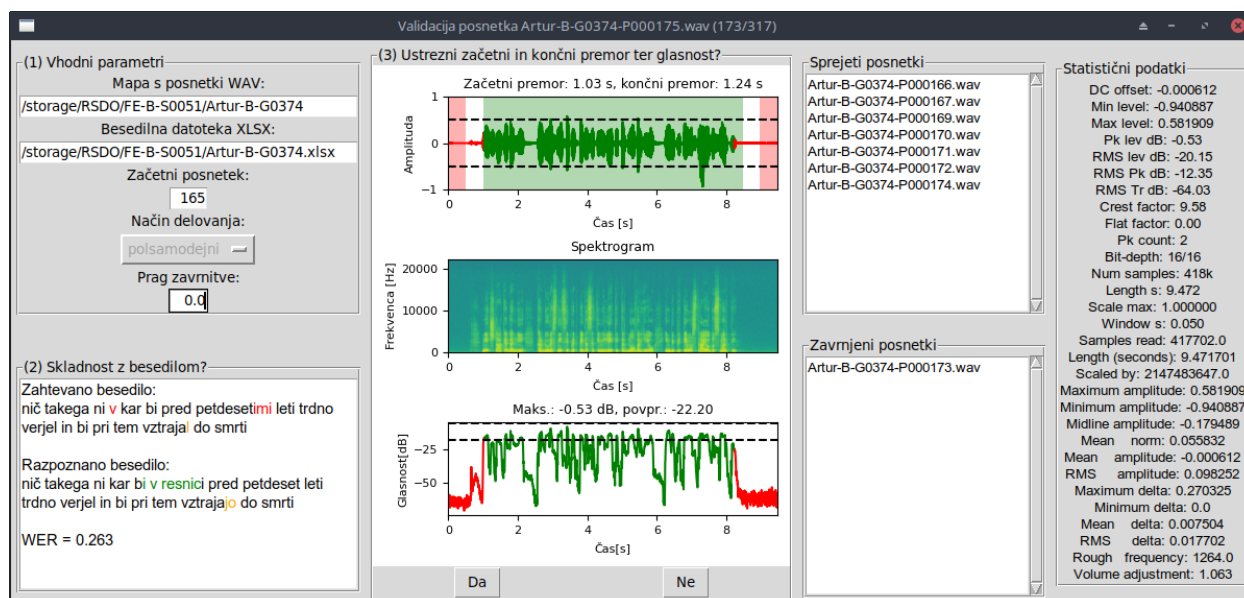 Validacija posnetka Artur-B-G0374-P000175.wav (173/317)
(1) Vhodni parametri
Mapa s posnetki WAV:
/storage/RSDO/FE-B-S0051/Artur-B-G0374
Besedilna datoteka XLSX:
/storage/RSDO/FE-B-S0051/Artur-B-G0374.xlsx
Začetni posnetek:
165
Način delovanja:
polsamodejni
Prag zavrnitve:
0.0
(2) Skladnost z besedilom?
Zahtevano besedilo:
nič takega ni v kar bi pred petdesetimi leti trdno
verjel in bi pri tem vztrajal do smrti
Razpoznano besedilo:
nič takega ni kar bi v resnici pred petdeset leti
trdno verjel in bi pri tem vztrajajo do smrti
WER = 0.263
(3) Ustrezni začetni in končni premor ter glasnost?
Začetni premor: 1.03 s, končni premor: 1.24 s
Amplituda
1
0
−1
0 2 4 6 8
Čas [s]
Spektrogram
Frekvenca [Hz]
20000
10000
0
0 2 4 6 8
Čas [s]
Maks.: -0.53 dB, povpr.: -22.20
Glasnost[dB]
−25
−50
0 2 4 6 8
Čas[s]
Da Ne
Sprejeti posnetki
Artur-B-G0374-P000166.wav
Artur-B-G0374-P000167.wav
Artur-B-G0374-P000169.wav
Artur-B-G0374-P000170.wav
Artur-B-G0374-P000171.wav
Artur-B-G0374-P000172.wav
Artur-B-G0374-P000174.wav
Zavrnjeni posnetki
Artur-B-G0374-P000173.wav
Statistični podatki
DC offset: -0.000612
Min level: -0.940887
Max level: 0.581909
Pk lev dB: -0.53
RMS lev dB: -20.15
RMS Pk dB: -12.35
RMS Tr dB: -64.03
Crest factor: 9.58
Flat factor: 0.00
Pk count: 2
Bit-depth: 16/16
Num samples: 418k
Length s: 9.472
Scale max: 1.000000
Window s: 0.050
Samples read: 417702.0
Length (seconds): 9.471701
Scaled by: 2147483647.0
Maximum amplitude: 0.581909
Minimum amplitude: -0.940887
Midline amplitude: -0.179489
Mean norm: 0.055832
Mean amplitude: -0.000612
RMS amplitude: 0.098252
Maximum delta: 0.270325
Minimum delta: 0.0
Mean delta: 0.007504
RMS delta: 0.017702
Rough frequency: 1264.0
Volume adjustment: 1.063